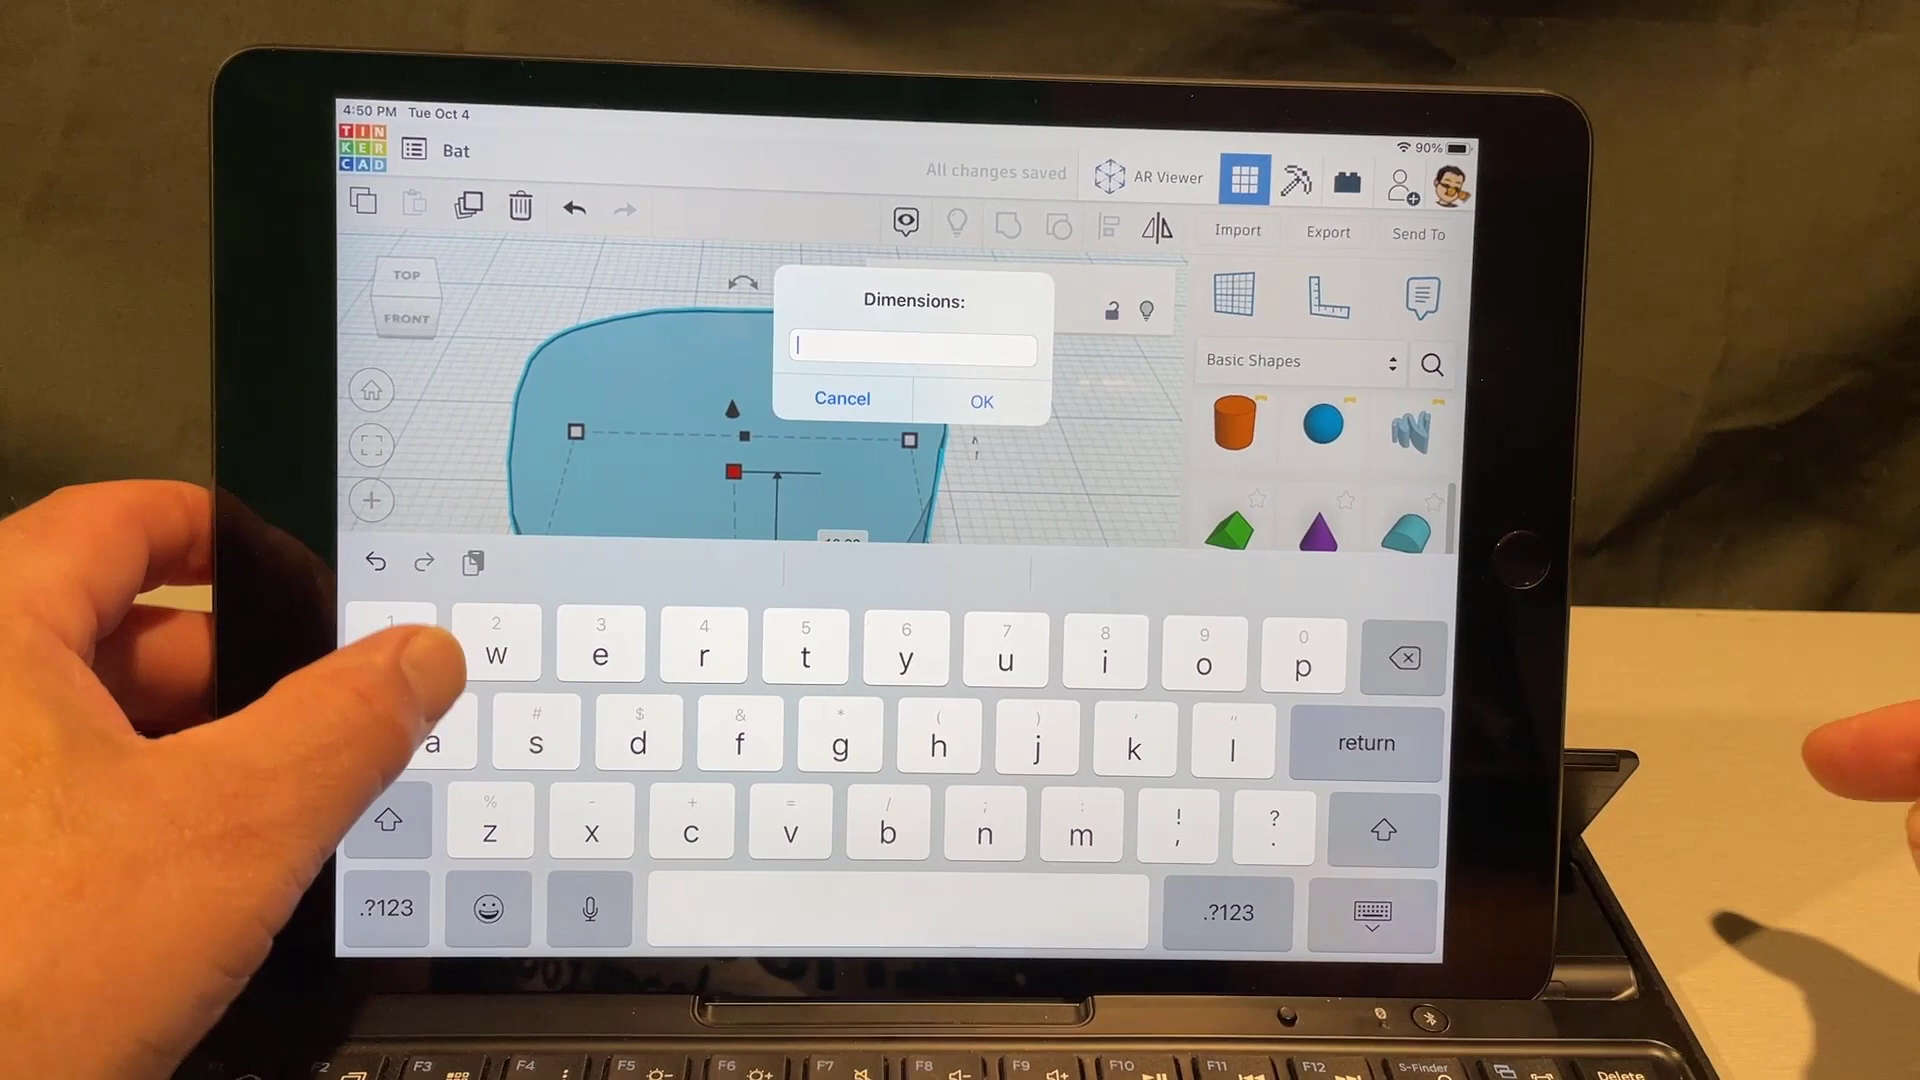 4:50 PM Tue Oct 4
90%
TIN
KER
CAD
Bat
All changes saved
AR Viewer
Import Export Send To
TOP
FRONT
Dimensions:
Cancel OK
Basic Shapes
1 2 3 4 5 6 7 8 9 0
w e r t y u i o p
# $ & * ( ) ' "
a s d f g h j k l return
% - + = / ; : ! ?
z x c v b n m , .
.?123 .?123
F2 F3 F4 F5 F6 F7 F8 F9 F10 F11 F12 S-Finder
Delete